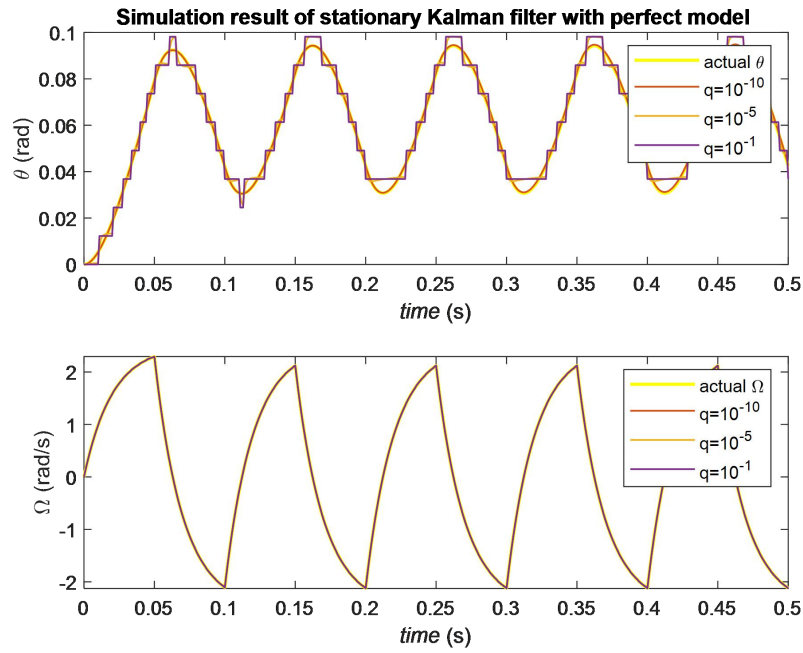 Simulation result of stationary Kalman filter with perfect model
0.1
0.08
0.06
0.04
0.02
0
θ (rad)
actual θ
q=10^-10
q=10^-5
q=10^-1
0 0.05 0.1 0.15 0.2 0.25 0.3 0.35 0.4 0.45 0.5
time (s)
2
1
0
-1
-2
Ω (rad/s)
actual Ω
q=10^-10
q=10^-5
q=10^-1
0 0.05 0.1 0.15 0.2 0.25 0.3 0.35 0.4 0.45 0.5
time (s)